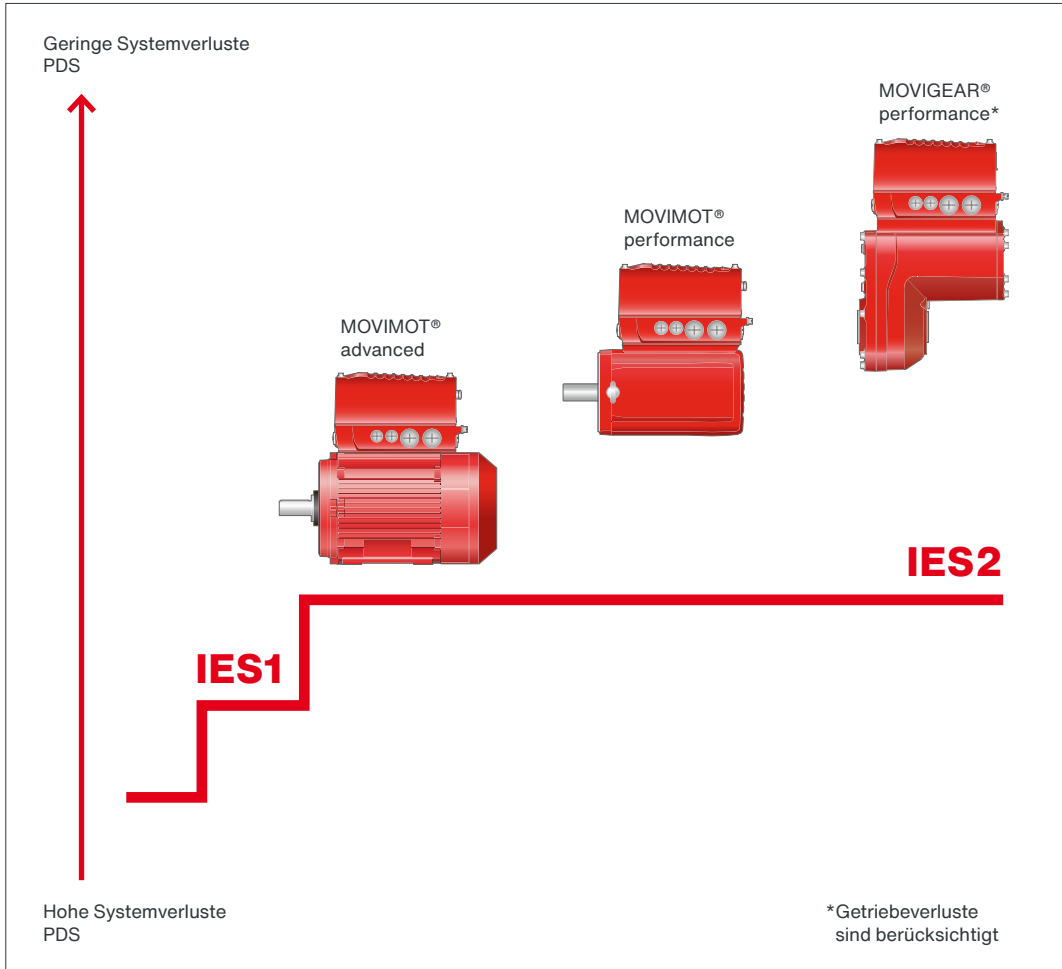 Geringe Systemverluste
PDS
MOVIGEAR®
performance*
MOVIMOT®
performance
MOVIMOT®
advanced
IES2
IES1
Hohe Systemverluste
PDS
*Getriebeverluste
sind berücksichtigt